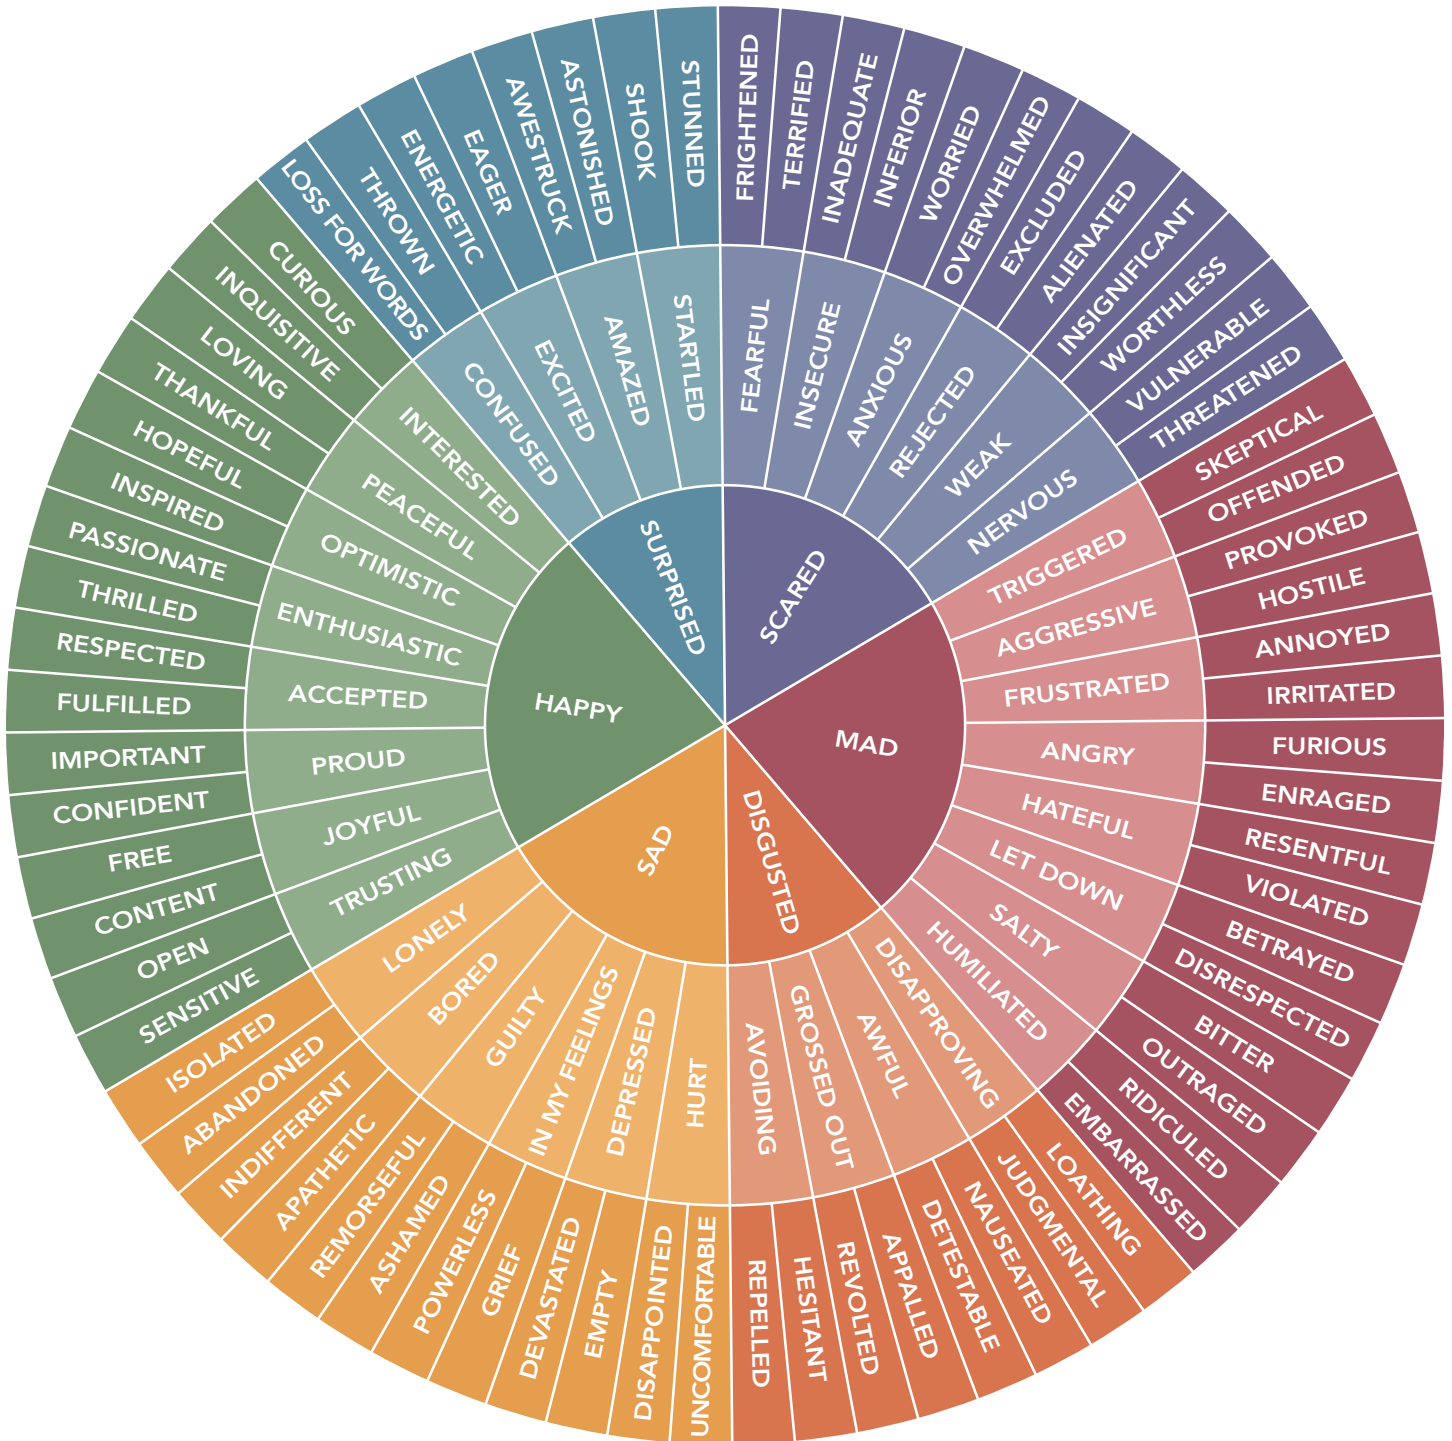 HAPPY
SURPRISED
SCARED
MAD
DISGUSTED
SAD
INTERESTED
PEACEFUL
OPTIMISTIC
ENTHUSIASTIC
ACCEPTED
PROUD
JOYFUL
TRUSTING
CONFUSED
EXCITED
AMAZED
STARTLED
FEARFUL
INSECURE
ANXIOUS
REJECTED
WEAK
NERVOUS
TRIGGERED
AGGRESSIVE
FRUSTRATED
ANGRY
HATEFUL
LET DOWN
SALTY
HUMILIATED
DISAPPROVING
AWFUL
GROSSED OUT
AVOIDING
HURT
DEPRESSED
IN MY FEELINGS
GUILTY
BORED
LONELY
CURIOUS
INQUISITIVE
LOVING
THANKFUL
HOPEFUL
INSPIRED
PASSIONATE
THRILLED
RESPECTED
FULFILLED
IMPORTANT
CONFIDENT
FREE
CONTENT
OPEN
SENSITIVE
LOSS FOR WORDS
THROWN
ENERGETIC
EAGER
AWESTRUCK
ASTONISHED
SHOOK
STUNNED
FRIGHTENED
TERRIFIED
INADEQUATE
INFERIOR
WORRIED
OVERWHELMED
EXCLUDED
ALIENATED
INSIGNIFICANT
WORTHLESS
VULNERABLE
THREATENED
SKEPTICAL
OFFENDED
PROVOKED
HOSTILE
ANNOYED
IRRITATED
FURIOUS
ENRAGED
RESENTFUL
VIOLATED
BETRAYED
DISRESPECTED
BITTER
OUTRAGED
RIDICULED
EMBARRASSED
LOATHING
JUDGMENTAL
NAUSEATED
DETESTABLE
APPALLED
REVOLTED
HESITANT
REPELLED
UNCOMFORTABLE
DISAPPOINTED
EMPTY
DEVASTATED
GRIEF
POWERLESS
ASHAMED
REMORSEFUL
APATHETIC
INDIFFERENT
ABANDONED
ISOLATED